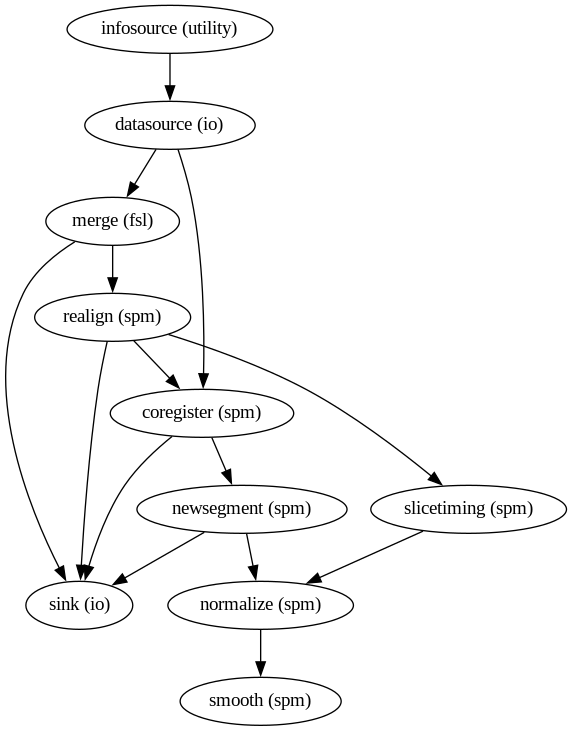 infosource (utility)
datasource (io)
merge (fsl)
realign (spm)
coregister (spm)
newsegment (spm)
slicetiming (spm)
sink (io)
normalize (spm)
smooth (spm)